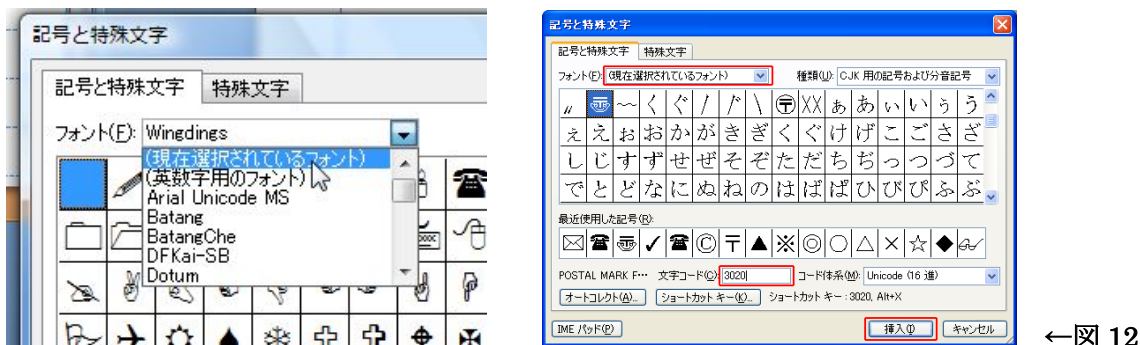 記号と特殊文字
記号と特殊文字 特殊文字
フォント(F): Wingdings
(現在選択されているフォント)
(英数字用のフォント)
Arial Unicode MS
Batang
BatangChe
DFKai-SB
Dotum
記号と特殊文字
記号と特殊文字 特殊文字
フォント(F): (現在選択されているフォント) 種類(U): CJK 用の記号および分音記号
〟 〠 〰 〱 〲 〳 〴 〵 〶 〷 ぁ あ ぃ い ぅ う
ぇ え ぉ お か が き ぎ く ぐ け げ こ ご さ ざ
し じ す ず せ ぜ そ ぞ た だ ち ぢ っ つ づ て
で と ど な に ぬ ね の は ば ぱ ひ び ぴ ふ ぶ
最近使用した記号(R):
✉ ☎ 〠 ✓ ☎ © 〒 ▲ ※ ◎ ○ △ × ☆ ◆ 👓
POSTAL MARK F… 文字コード(C): 3020 コード体系(M): Unicode (16 進)
オートコレクト(A)... ショートカット キー(K)... ショートカット キー : 3020, Alt+X
IME パッド(P) 挿入(I) キャンセル
←図 12